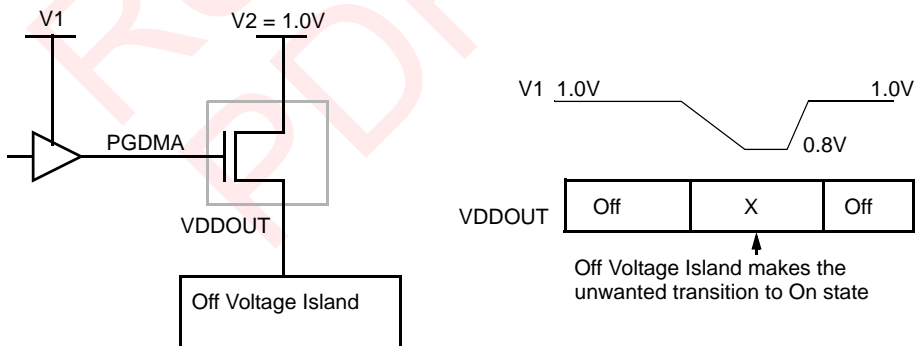 V1
V2 = 1.0V
PGDMA
VDDOUT
Off Voltage Island
V1 1.0V
1.0V
0.8V
VDDOUT
Off
X
Off
Off Voltage Island makes the
unwanted transition to On state